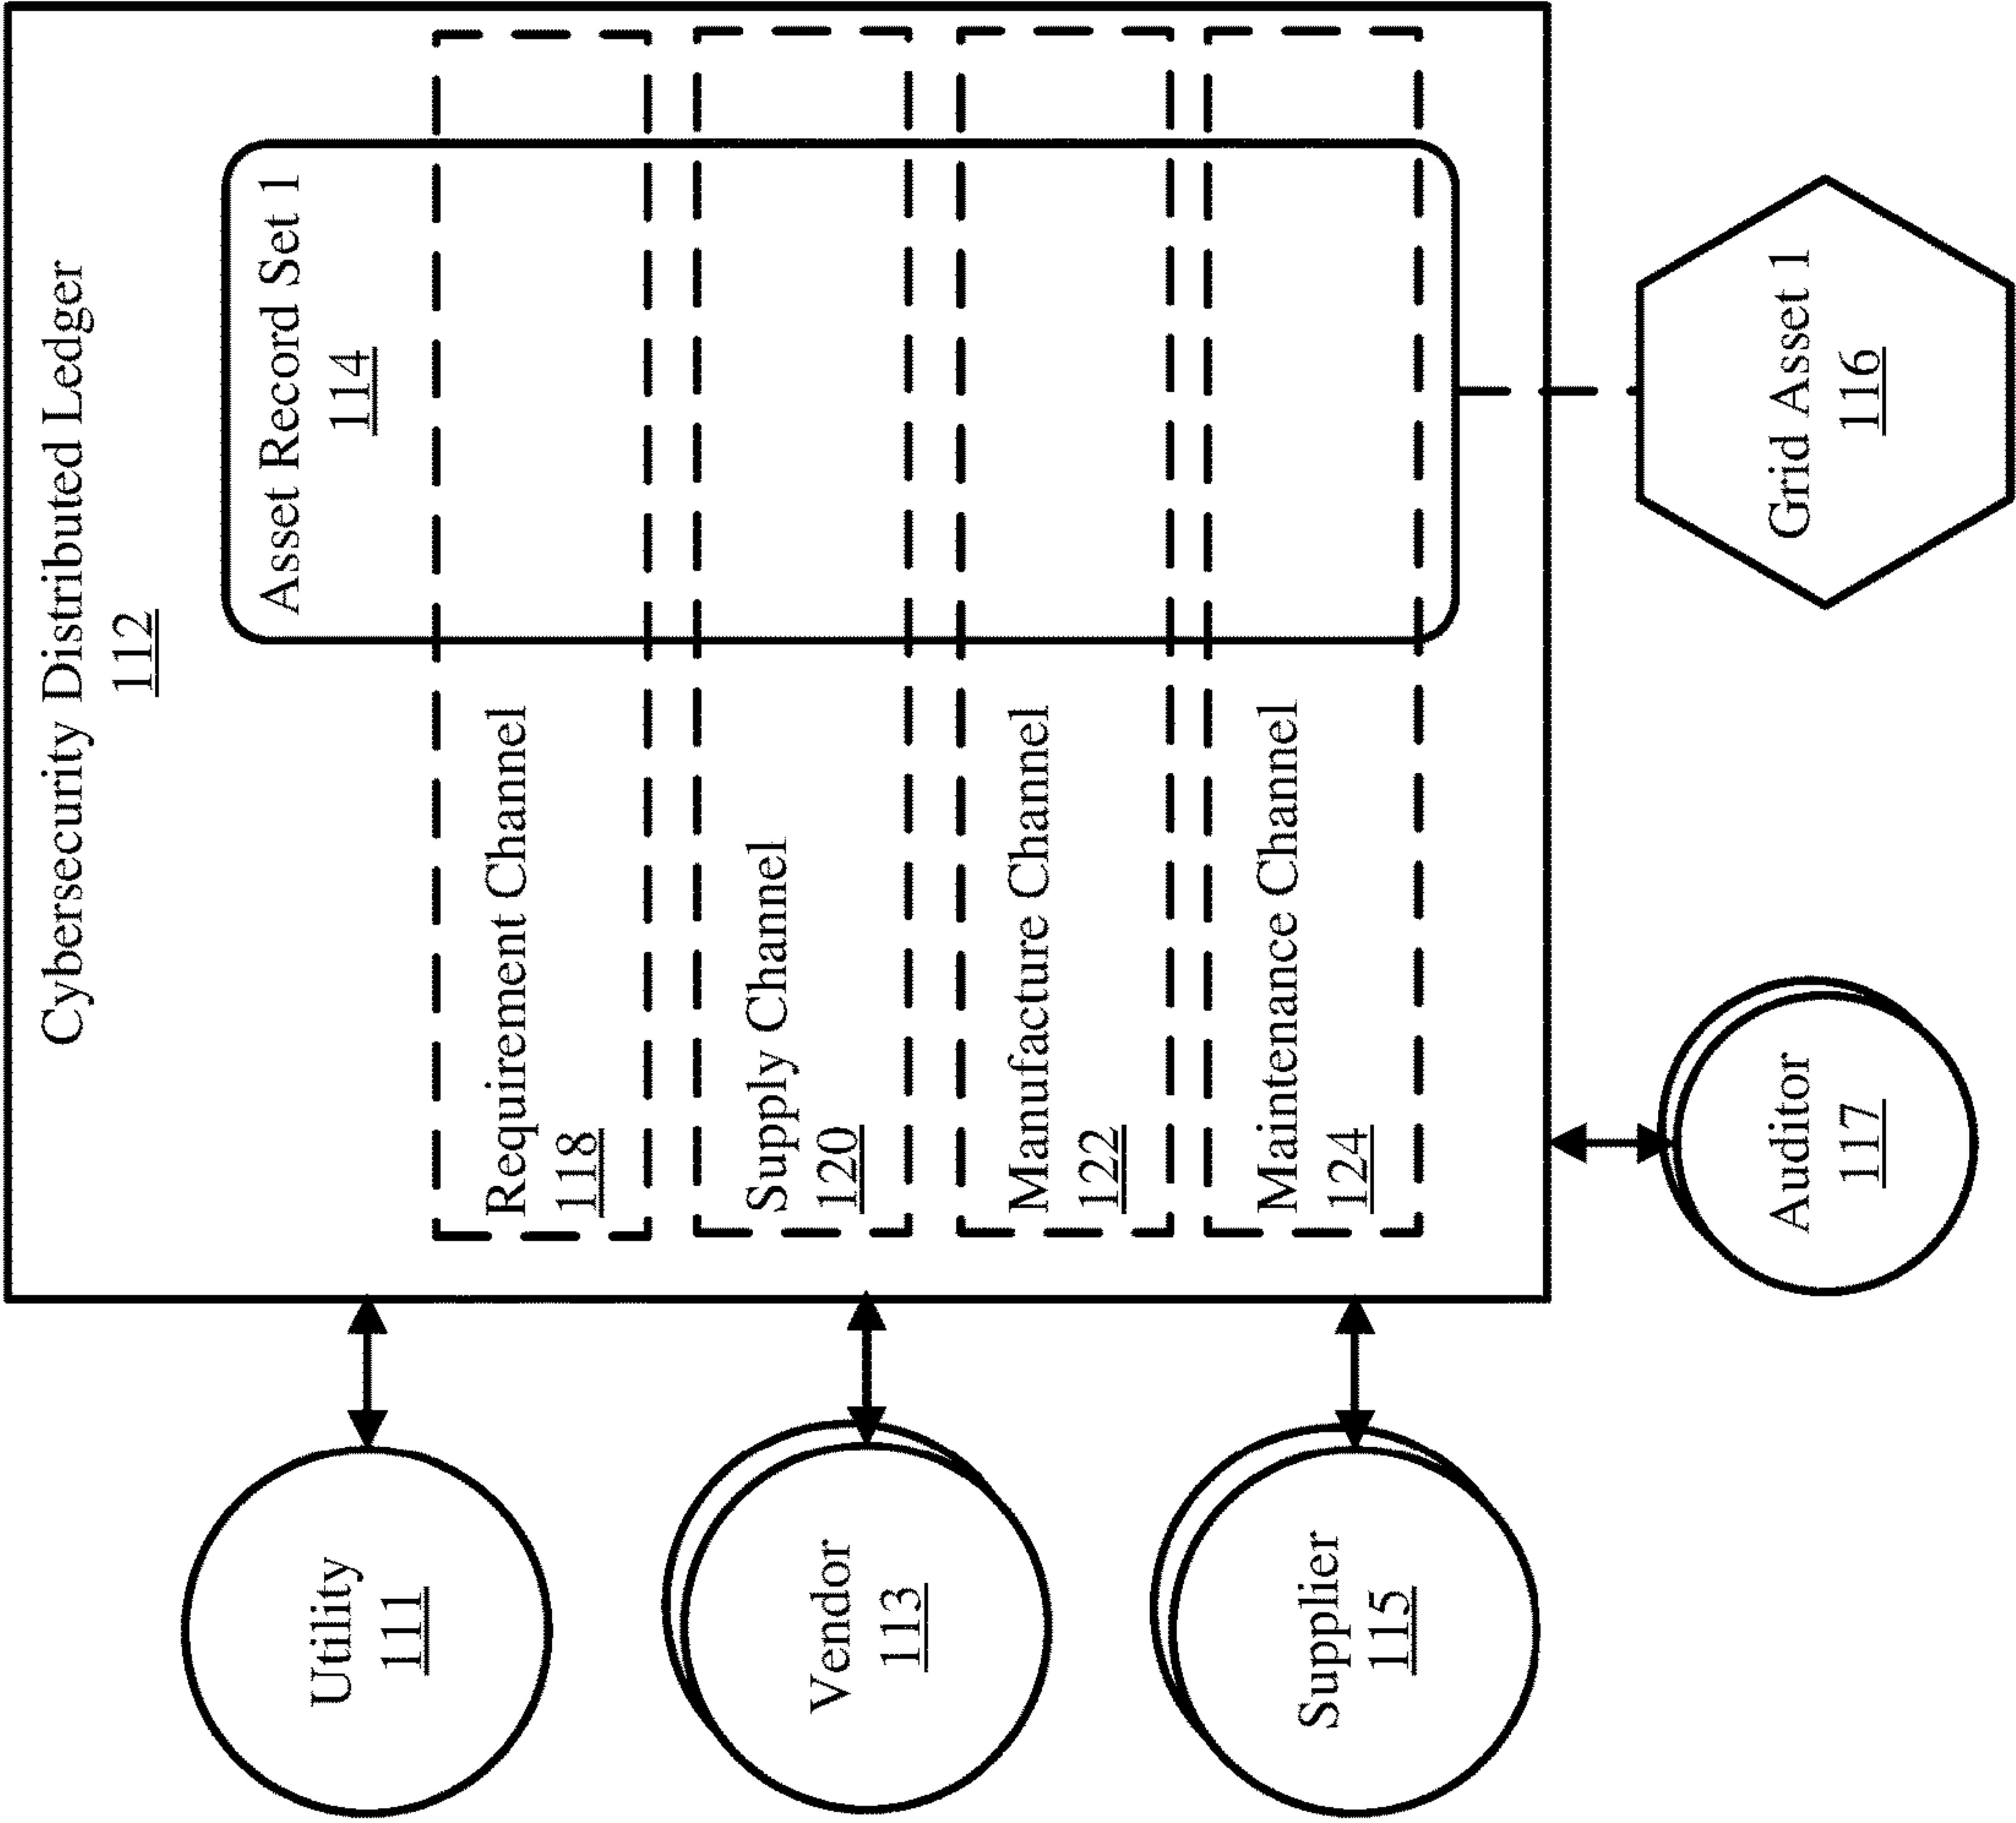 Cybersecurity Distributed Ledger
112
Asset Record Set 1
114
Requirement Channel
118
Supply Channel
120
Manufacture Channel
122
Maintenance Channel
124
Utility
111
Vendor
113
Supplier
115
Auditor
117
Grid Asset 1
116